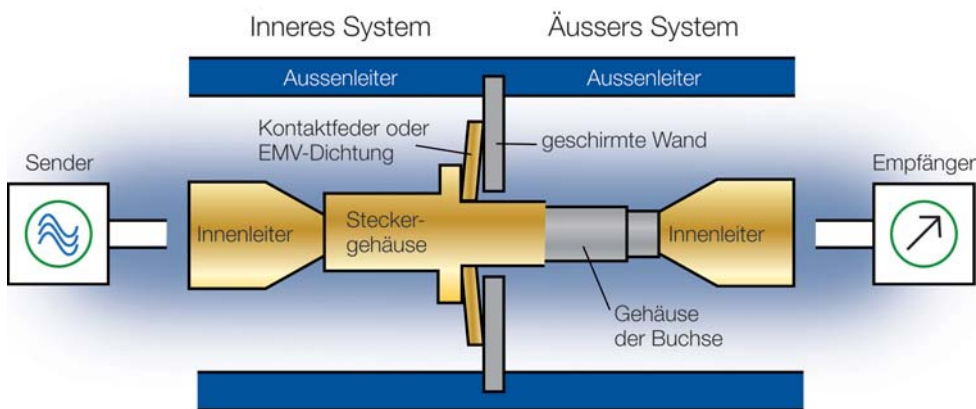 Inneres System
Äussers System
Aussenleiter
Aussenleiter
Kontaktfeder oder
EMV-Dichtung
geschirmte Wand
Sender
Empfänger
Innenleiter
Stecker-
gehäuse
Innenleiter
Gehäuse
der Buchse